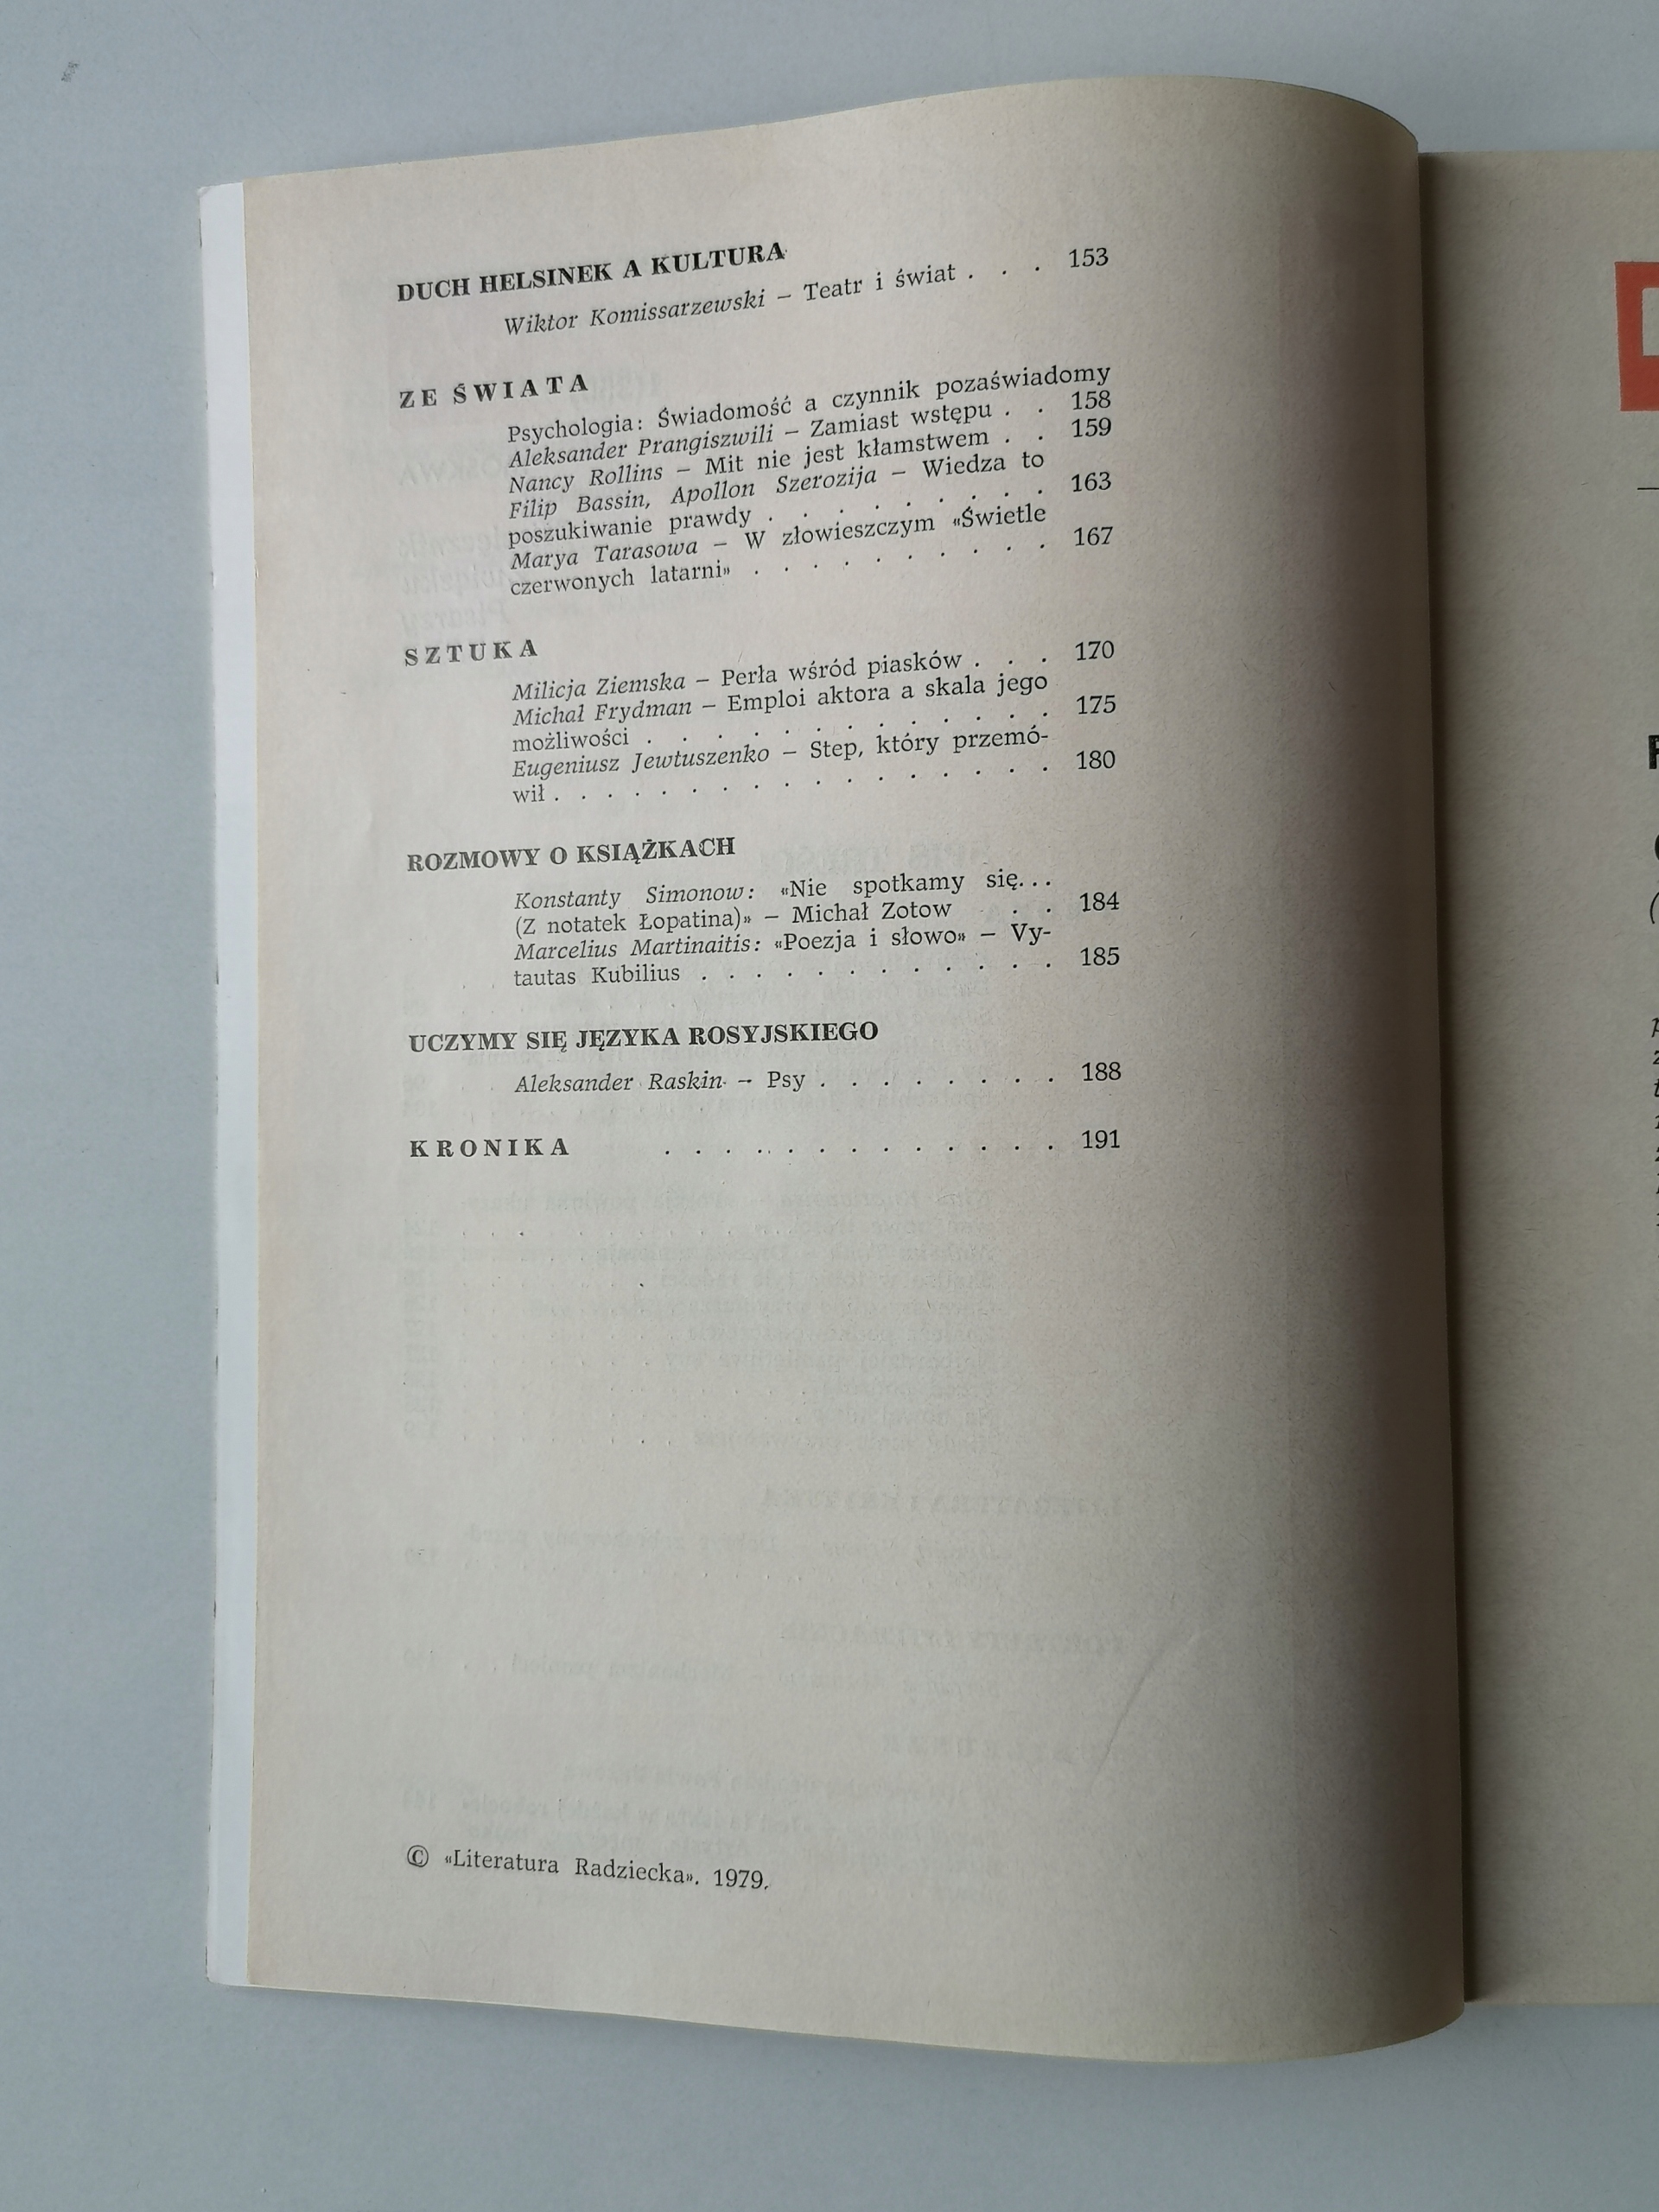 DUCH HELSINEK A KULTURA
Wiktor Komissarzewski – Teatr i świat . . . 153
ZE ŚWIATA
Psychologia: Świadomość a czynnik pozaświadomy
Aleksander Prangiszwili – Zamiast wstępu . . 158
Nancy Rollins – Mit nie jest kłamstwem . . 159
Filip Bassin, Apollon Szerozija – Wiedza to
poszukiwanie prawdy . . . . . . . . . . 163
Marya Tarasowa – W złowieszczym «Świetle
czerwonych latarni» . . . . . . . . . . 167
SZTUKA
Milicja Ziemska – Perła wśród piasków . . . 170
Michał Frydman – Emploi aktora a skala jego
możliwości . . . . . . . . . . . . . . 175
Eugeniusz Jewtuszenko – Step, który przemó-
wił . . . . . . . . . . . . . . . . . 180
ROZMOWY O KSIĄŻKACH
Konstanty Simonow: «Nie spotkamy się...
(Z notatek Łopatina)» – Michał Zotow . . 184
Marcelius Martinaitis: «Poezja i słowo» – Vy-
tautas Kubilius . . . . . . . . . . . . 185
UCZYMY SIĘ JĘZYKA ROSYJSKIEGO
Aleksander Raskin – Psy . . . . . . . . . 188
KRONIKA . . . . . . . . . . . . . . 191
© «Literatura Radziecka». 1979.